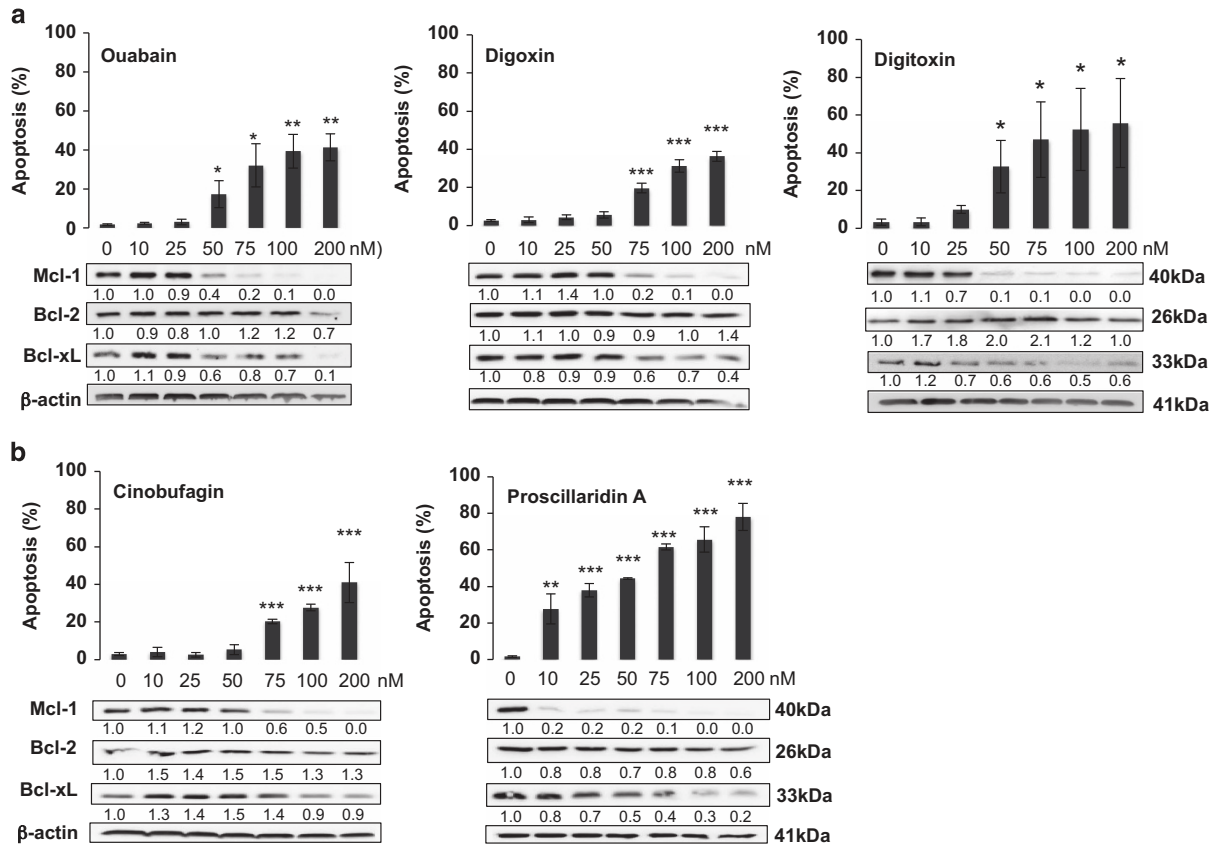 a
Ouabain
Apoptosis (%)
100
80
60
40
20
0
* * ** **
0 10 25 50 75 100 200 nM)
Mcl-1
1.0 1.0 0.9 0.4 0.2 0.1 0.0
Bcl-2
1.0 0.9 0.8 1.0 1.2 1.2 0.7
Bcl-xL
1.0 1.1 0.9 0.6 0.8 0.7 0.1
β-actin
Digoxin
Apoptosis (%)
100
80
60
40
20
0
*** *** ***
0 10 25 50 75 100 200
1.0 1.1 1.4 1.0 0.2 0.1 0.0
1.0 1.1 1.0 0.9 0.9 1.0 1.4
1.0 0.8 0.9 0.9 0.6 0.7 0.4
Digitoxin
Apoptosis (%)
100
80
60
40
20
0
* * * *
0 10 25 50 75 100 200 nM
40kDa
1.0 1.1 0.7 0.1 0.1 0.0 0.0
26kDa
1.0 1.7 1.8 2.0 2.1 1.2 1.0
33kDa
1.0 1.2 0.7 0.6 0.6 0.5 0.6
41kDa
b
Cinobufagin
Apoptosis (%)
100
80
60
40
20
0
*** *** ***
0 10 25 50 75 100 200 nM
Mcl-1
1.0 1.1 1.2 1.0 0.6 0.5 0.0
Bcl-2
1.0 1.5 1.4 1.5 1.5 1.3 1.3
Bcl-xL
1.0 1.3 1.4 1.5 1.4 0.9 0.9
β-actin
Proscillaridin A
Apoptosis (%)
100
80
60
40
20
0
** *** *** *** *** ***
0 10 25 50 75 100 200 nM
40kDa
1.0 0.2 0.2 0.2 0.1 0.0 0.0
26kDa
1.0 0.8 0.8 0.7 0.8 0.8 0.6
33kDa
1.0 0.8 0.7 0.5 0.4 0.3 0.2
41kDa